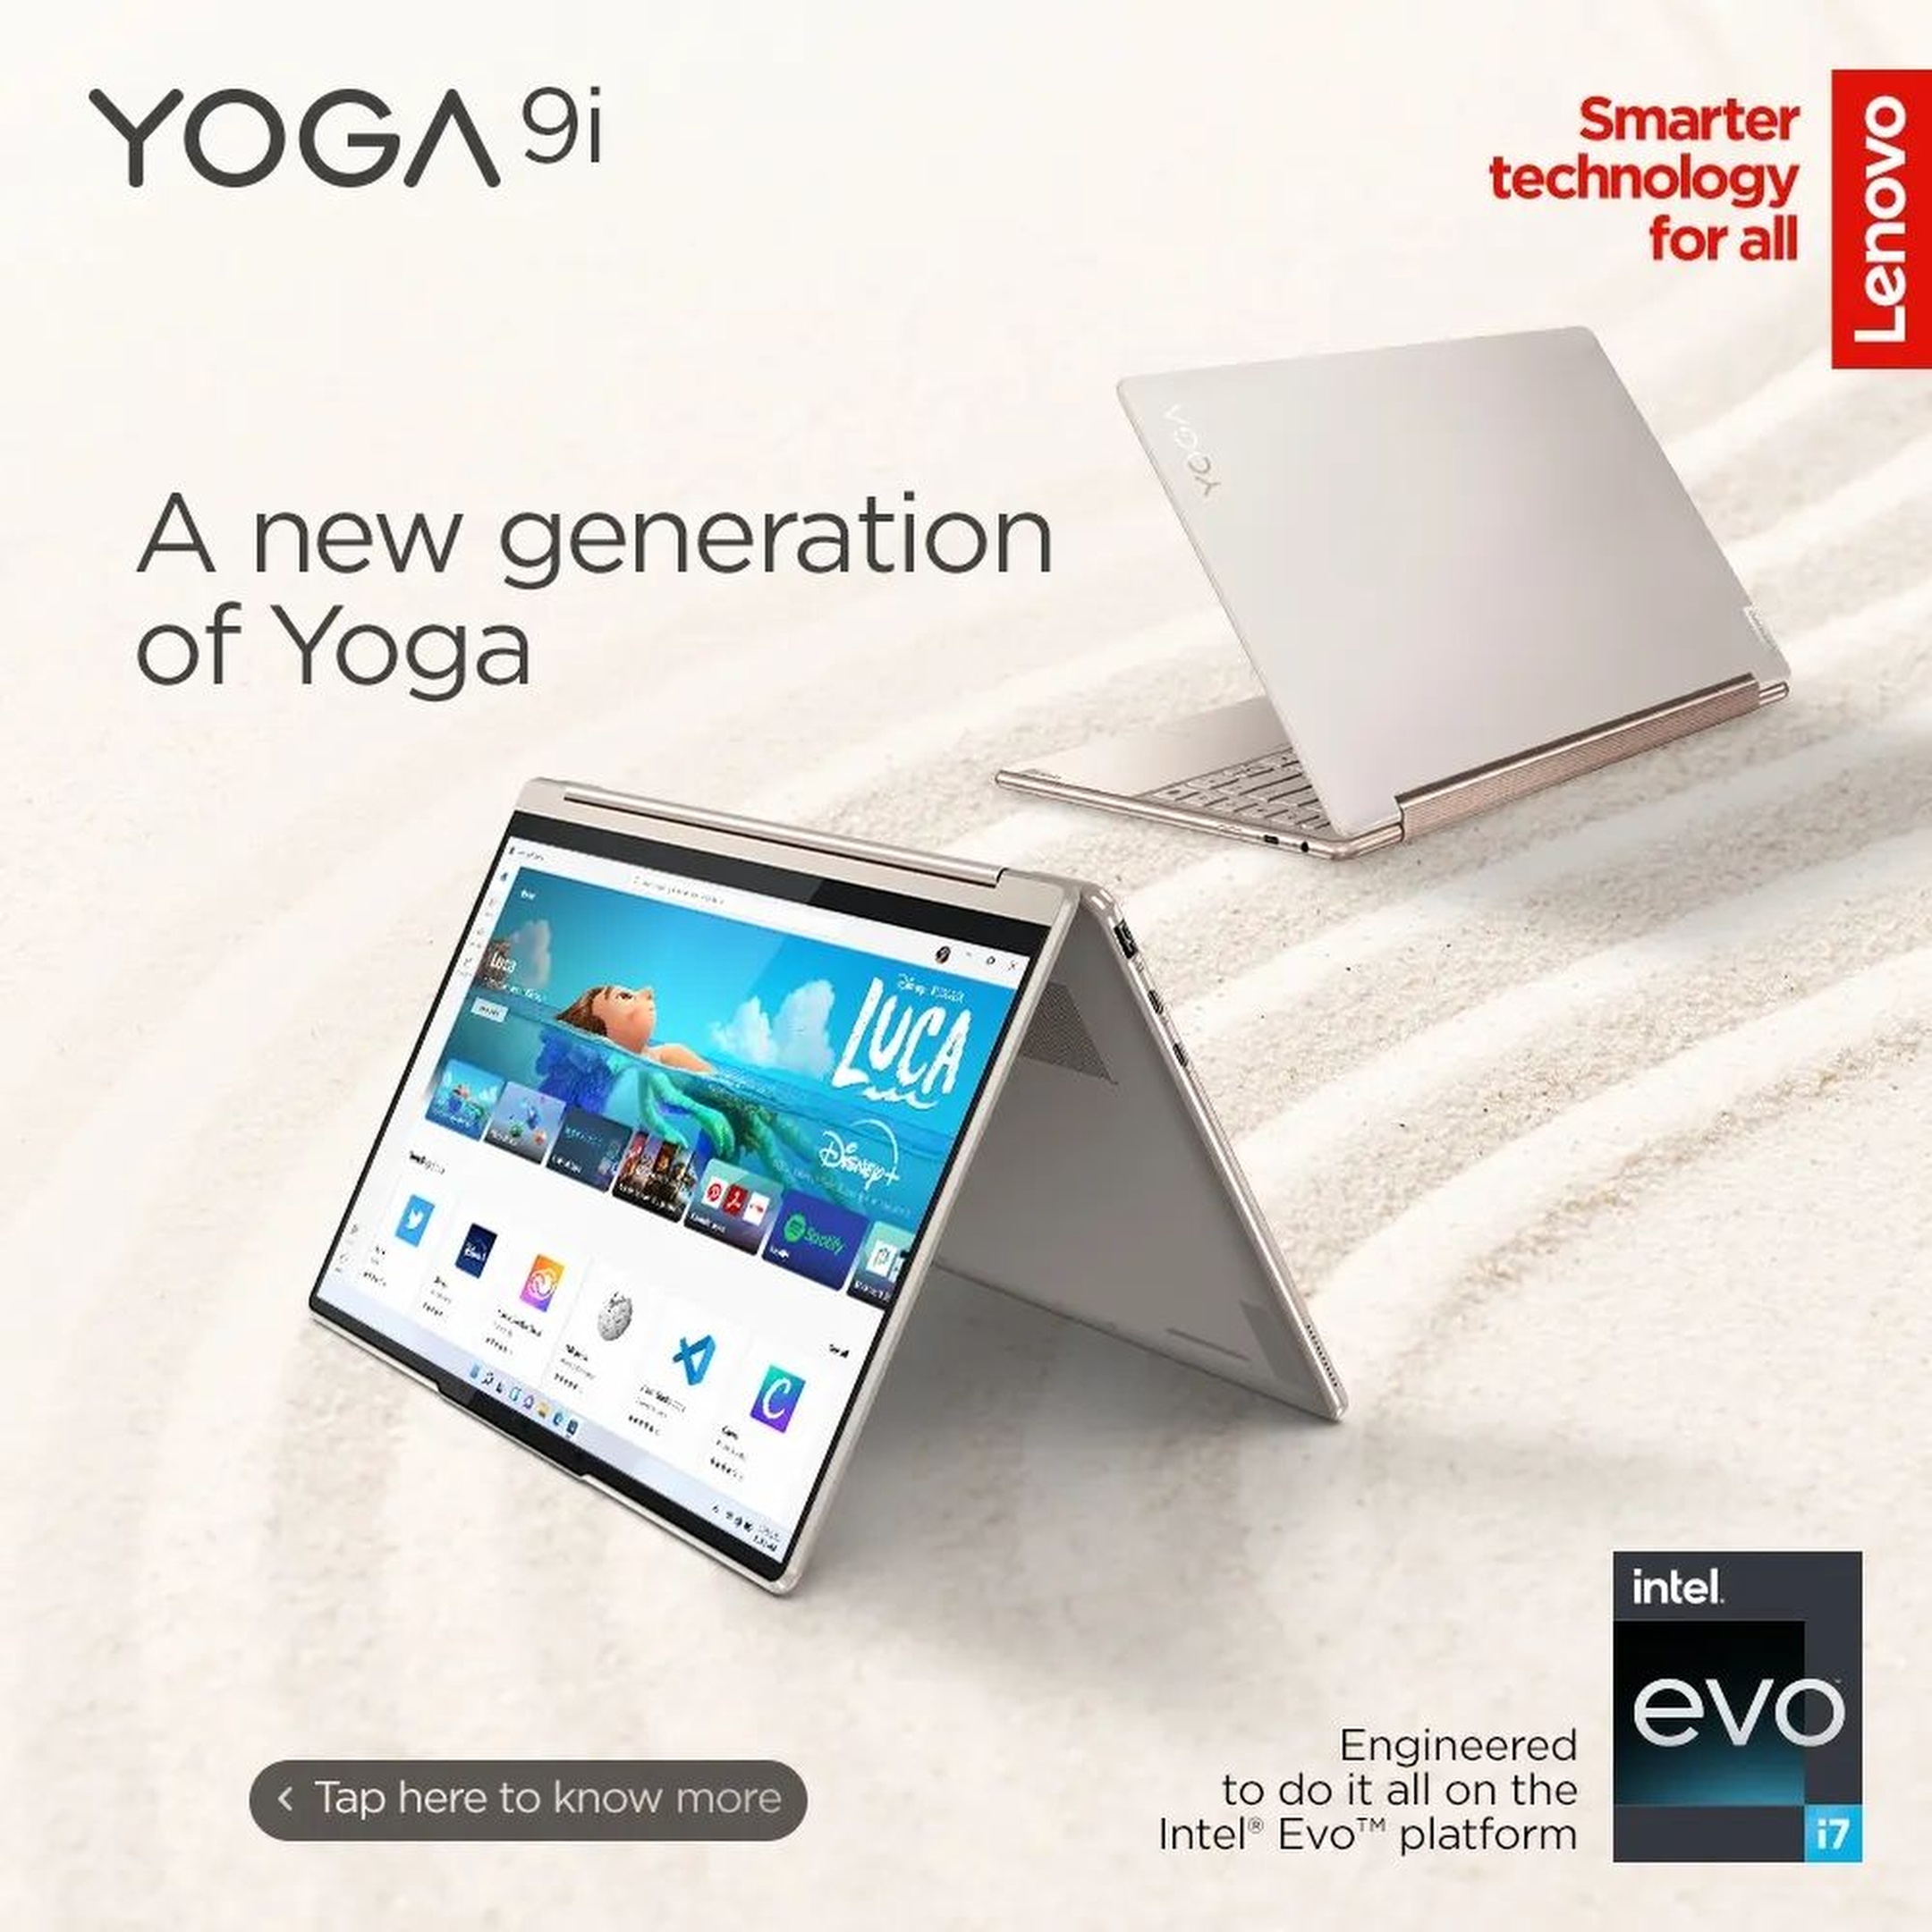 YOGA 9i
Smarter
technology
for all
Lenovo
A new generation
of Yoga
YOGA
Luca
Disney PIXAR
LUCA
Disney+
Spotify
intel.
evo
i7
Engineered
to do it all on the
Intel® Evo™ platform
< Tap here to know more